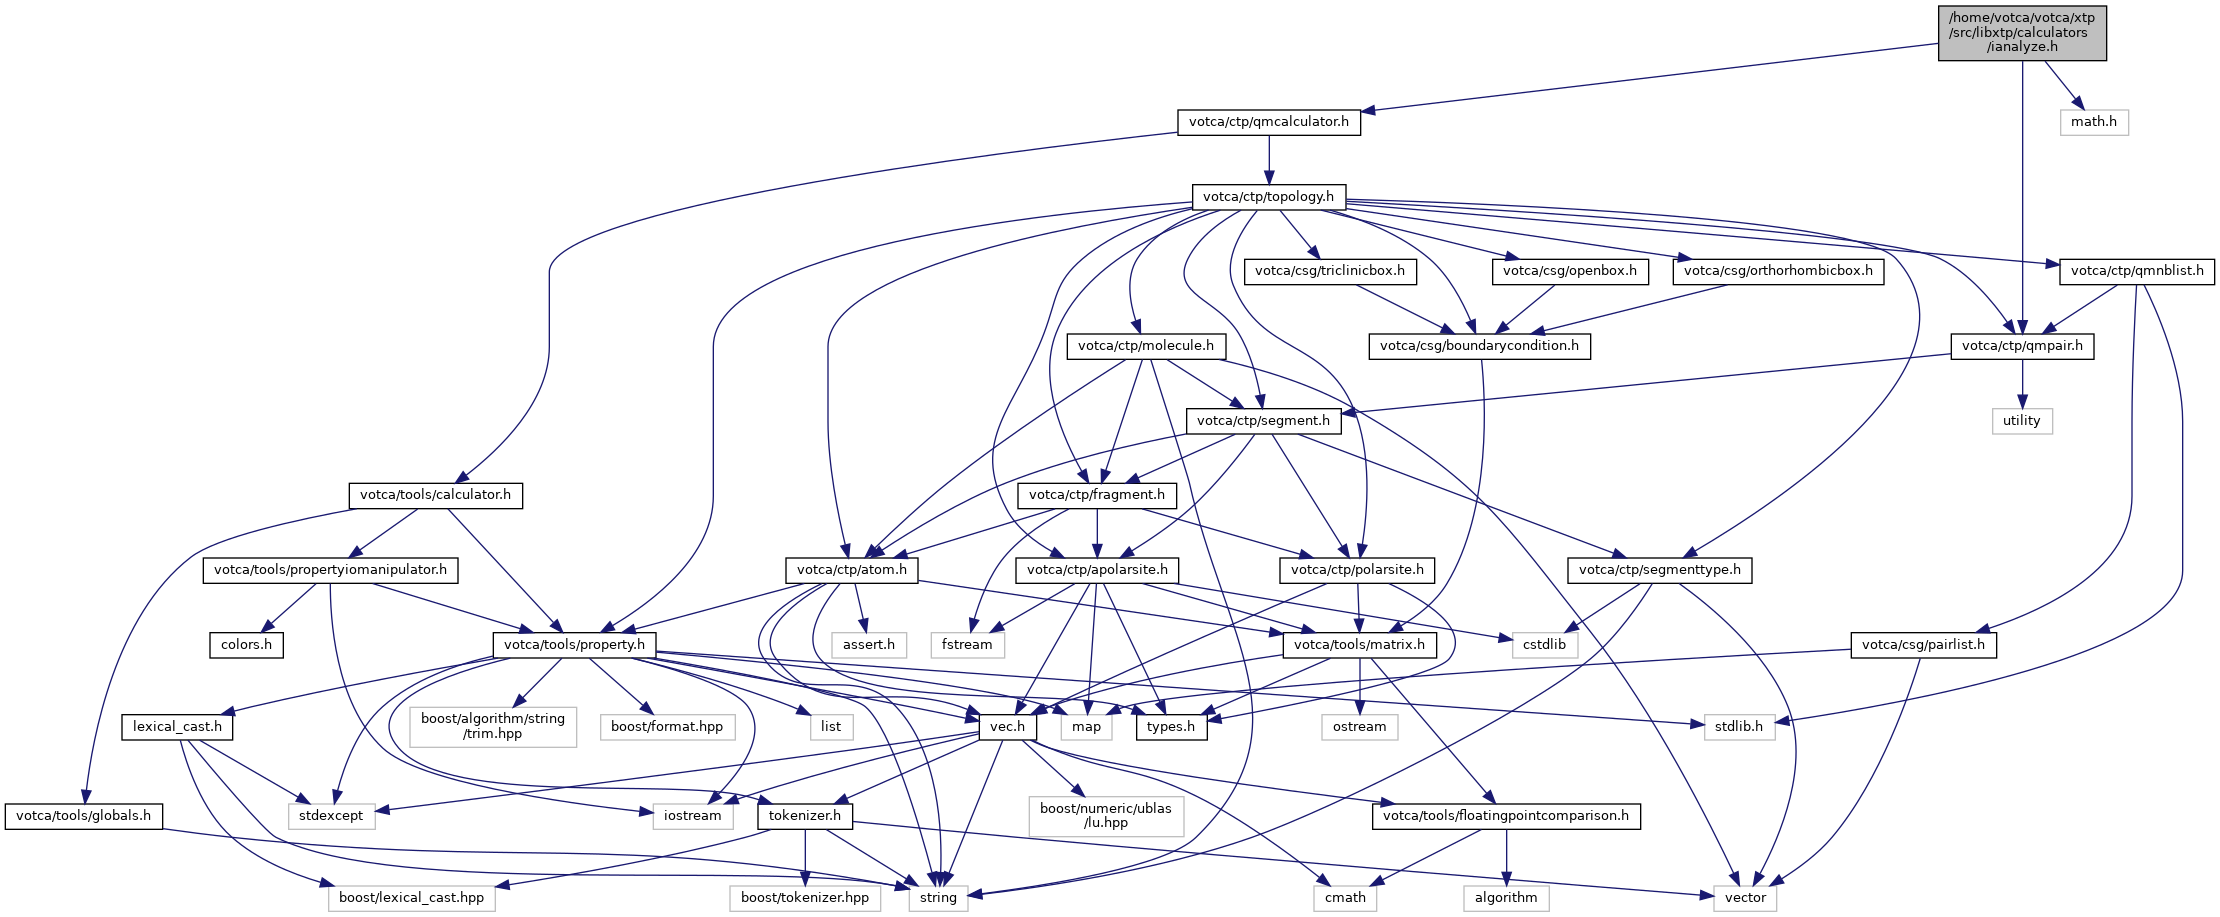 /home/votca/votca/xtp
/src/libxtp/calculators
/ianalyze.h
votca/ctp/qmcalculator.h
math.h
votca/ctp/topology.h
votca/csg/triclinicbox.h
votca/csg/openbox.h
votca/csg/orthorhombicbox.h
votca/ctp/qmnblist.h
votca/ctp/molecule.h
votca/csg/boundarycondition.h
votca/ctp/qmpair.h
votca/ctp/segment.h
utility
votca/tools/calculator.h
votca/ctp/fragment.h
votca/tools/propertyiomanipulator.h
votca/ctp/atom.h
votca/ctp/apolarsite.h
votca/ctp/polarsite.h
votca/ctp/segmenttype.h
colors.h
votca/tools/property.h
assert.h
fstream
votca/tools/matrix.h
cstdlib
votca/csg/pairlist.h
lexical_cast.h
boost/algorithm/string
/trim.hpp
boost/format.hpp
list
vec.h
map
types.h
ostream
stdlib.h
votca/tools/globals.h
stdexcept
iostream
tokenizer.h
boost/numeric/ublas
/lu.hpp
votca/tools/floatingpointcomparison.h
boost/lexical_cast.hpp
boost/tokenizer.hpp
string
cmath
algorithm
vector